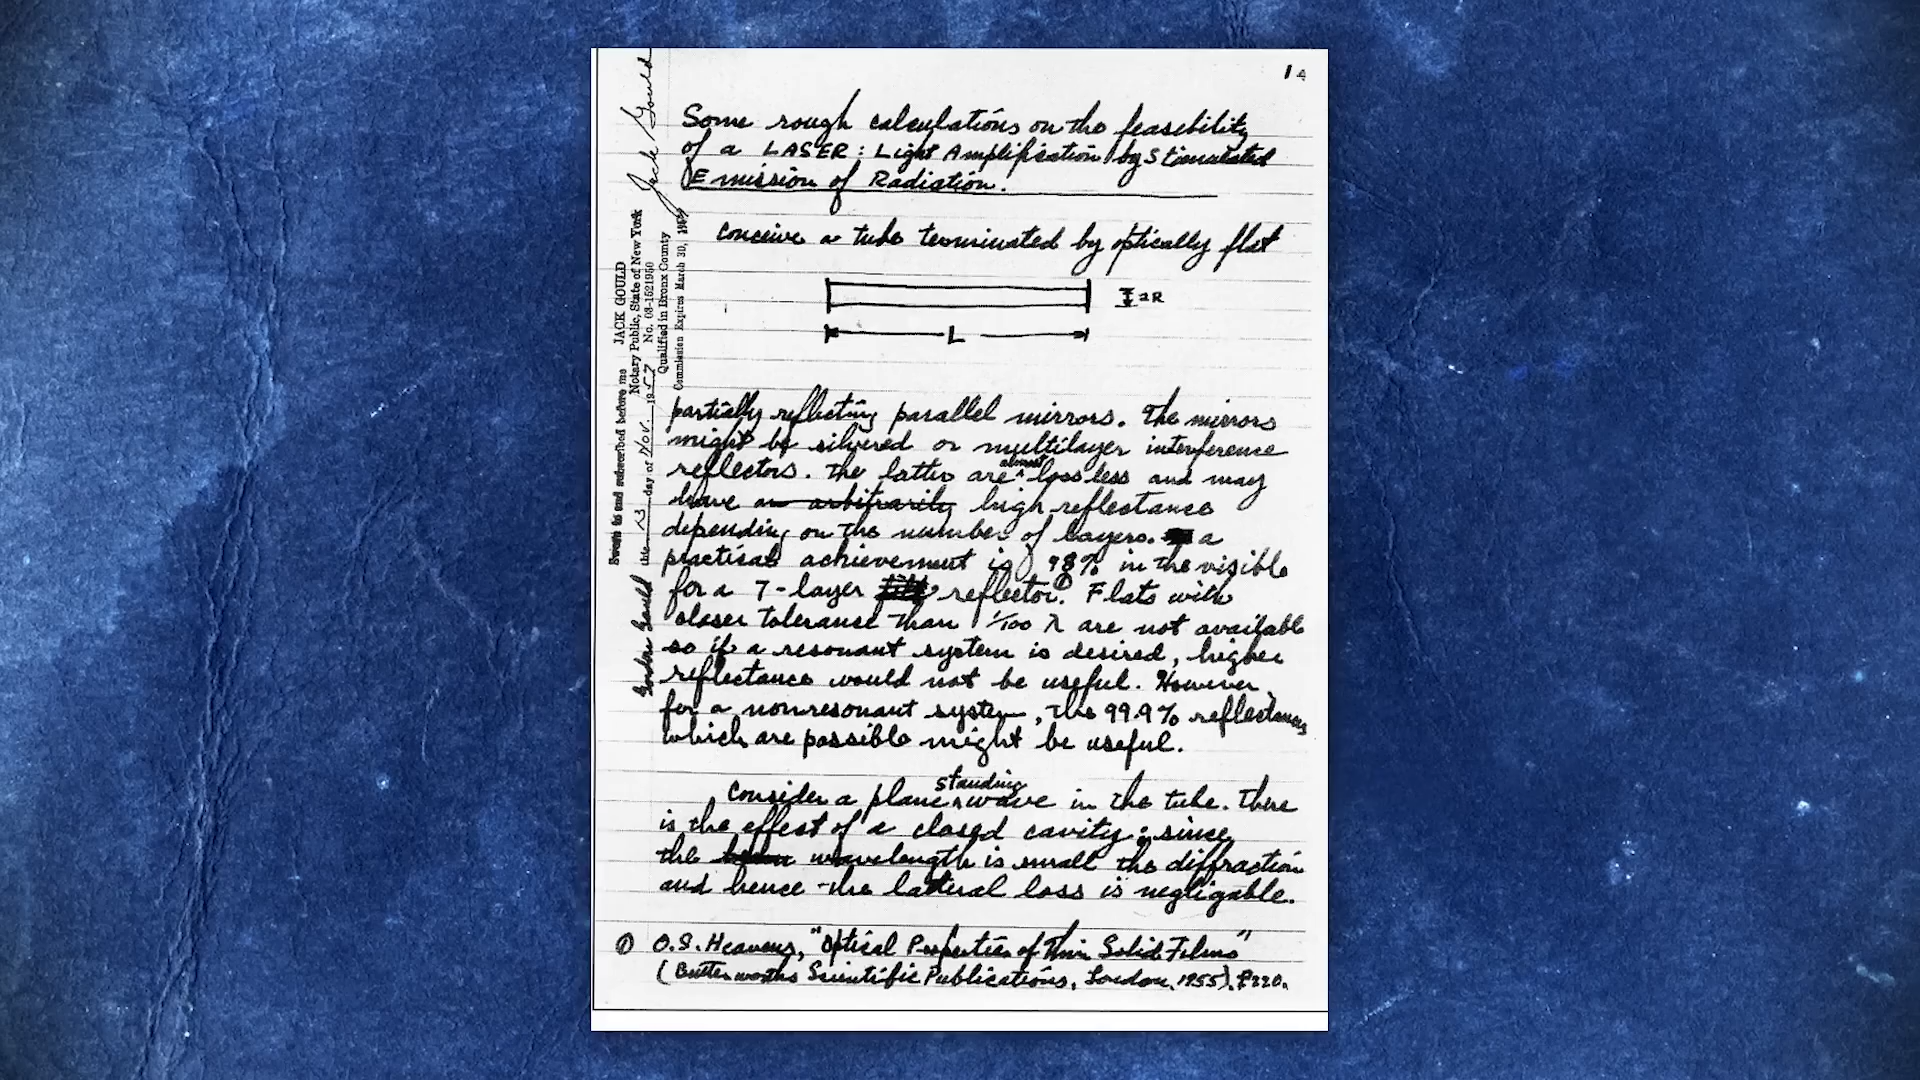 1 4
Some rough calculations on the feasibility
of a LASER: Light Amplification by Stimulated
Emission of Radiation.
conceive a tube terminated by optically flat
2R
L
partially reflecting parallel mirrors. The mirrors
might be silvered or multilayer interference
reflectors. The latter are almost lossless and may
have an arbitrarily high reflectance
depending on the number of layers. a
practical achievement is 98% in the visible
for a 7-layer reflector.① Flats with
closer tolerance than 1/100 λ are not available
so if a resonant system is desired, higher
reflectance would not be useful. However
for a nonresonant system, the 99.9% reflectances
which are possible might be useful.
Consider a plane standing wave in the tube. There
is the effect of a closed cavity; since
the wavelength is small the diffraction
and hence the lateral loss is negligable.
① O.S. Heavens, "Optical Properties of Thin Solid Films"
(Butterworths Scientific Publications, London, 1955), P220.
Jack Gould
Sworn to and subscribed before me
this 13 day of Nov. 1957
JACK GOULD
Notary Public, State of New York
No. 03-1521950
Qualified in Bronx County
Commission Expires March 30, 195
Gordon Gould